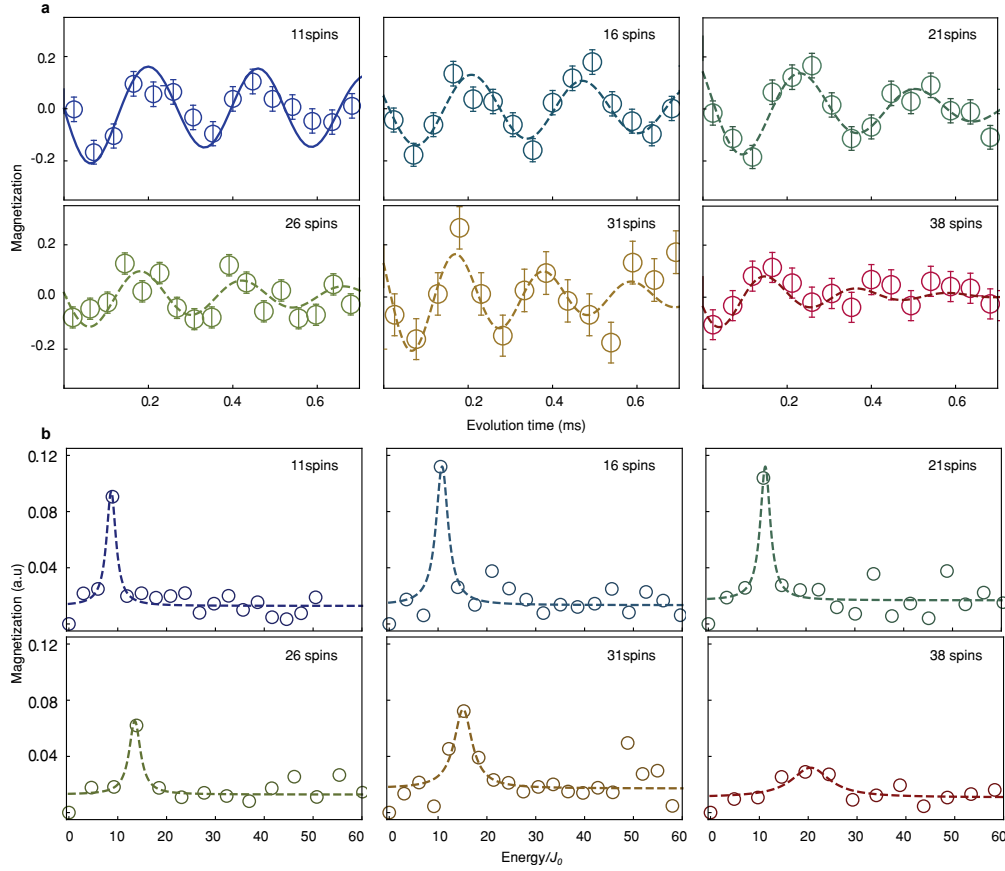 a
11spins
16 spins
21spins
0.2
0.0
-0.2
26 spins
31spins
38 spins
0.2
0.0
-0.2
Magnetization
0.2 0.4 0.6 0.2 0.4 0.6 0.2 0.4 0.6
Evolution time (ms)
b
11spins
16 spins
21spins
0.12
0.08
0.04
26 spins
31spins
38 spins
0.12
0.08
0.04
Magnetization (a.u)
0 10 20 30 40 50 60 0 10 20 30 40 50 60 0 10 20 30 40 50 60
Energy/J₀